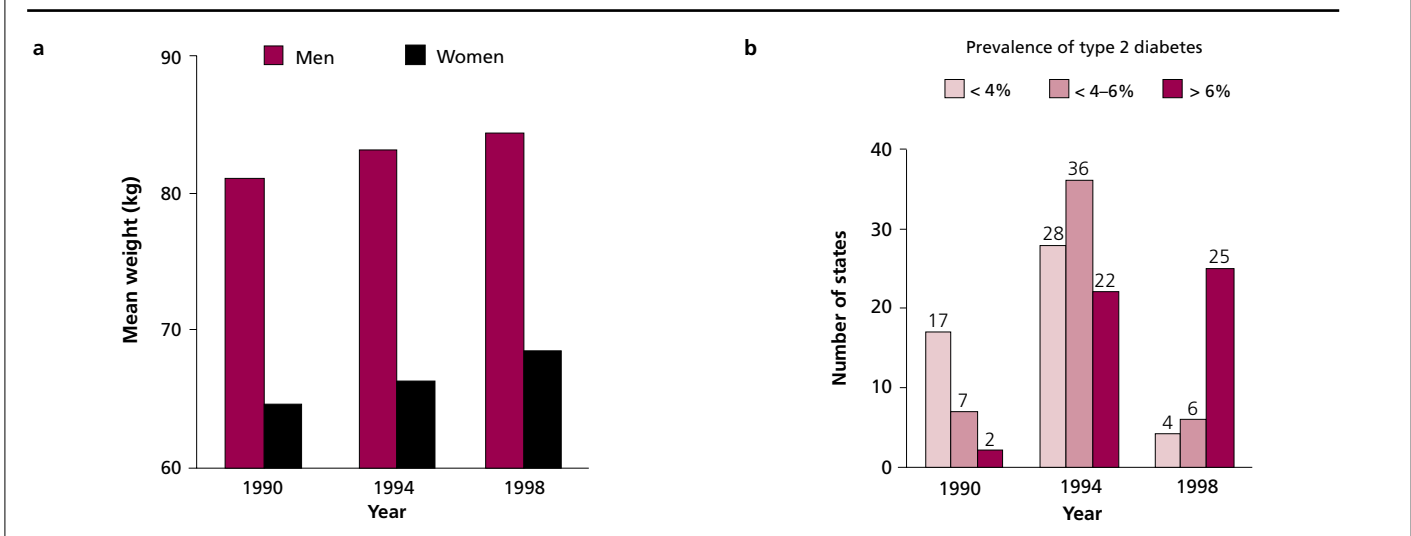 a
Men Women
90
80
70
60
Mean weight (kg)
1990 1994 1998
Year
b
Prevalence of type 2 diabetes
< 4% < 4–6% > 6%
40
30
20
10
0
Number of states
17 7 2
28 36 22
4 6 25
1990 1994 1998
Year